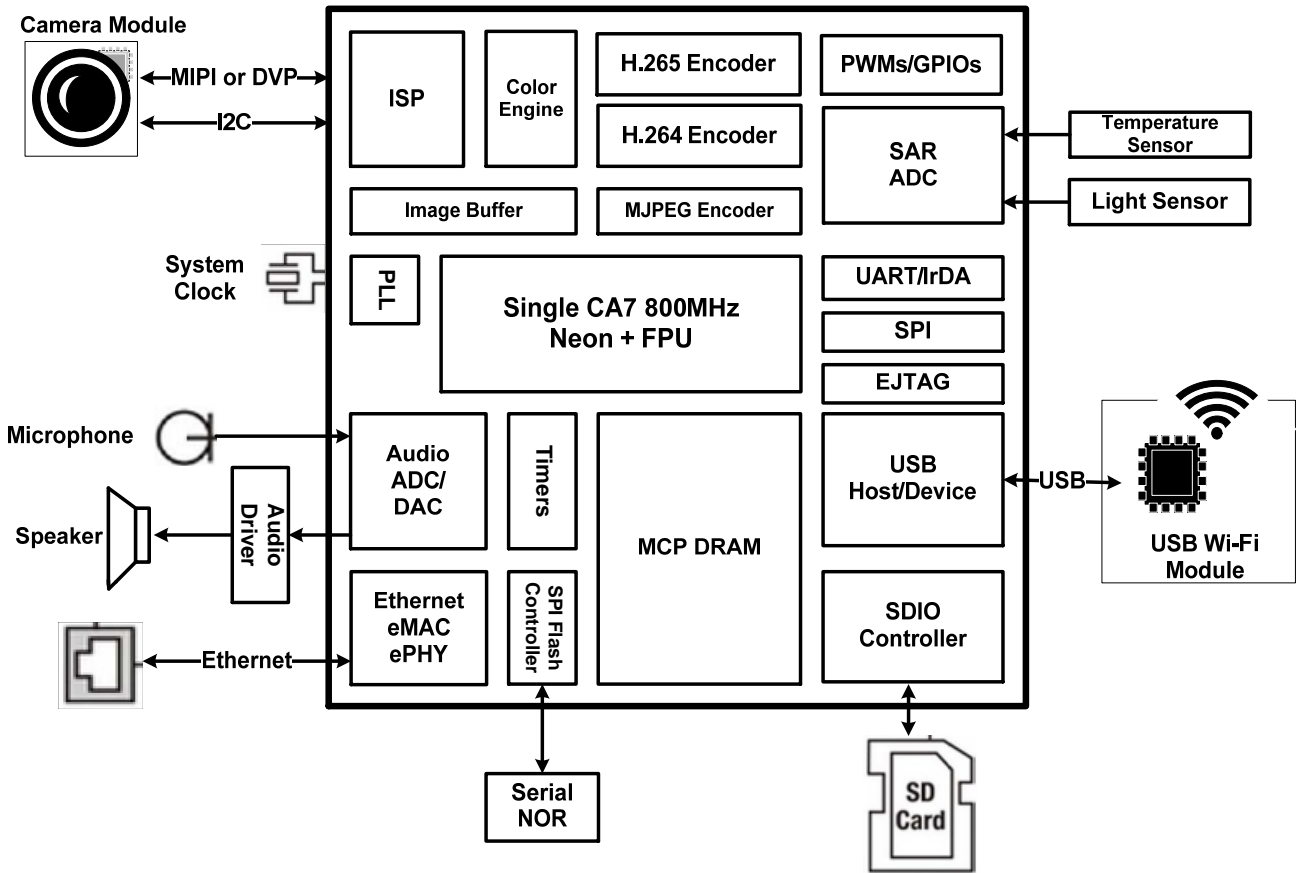 Camera Module
MIPI or DVP
I2C
ISP
Color
Engine
H.265 Encoder
H.264 Encoder
PWMs/GPIOs
SAR
ADC
Temperature
Sensor
Light Sensor
Image Buffer
MJPEG Encoder
System
Clock
PLL
Single CA7 800MHz
Neon + FPU
UART/IrDA
SPI
EJTAG
Microphone
Speaker
Audio
Driver
Audio
ADC/
DAC
Timers
MCP DRAM
USB
Host/Device
USB
USB Wi-Fi
Module
Ethernet
Ethernet
eMAC
ePHY
SPI Flash
Controller
SDIO
Controller
Serial
NOR
SD
Card